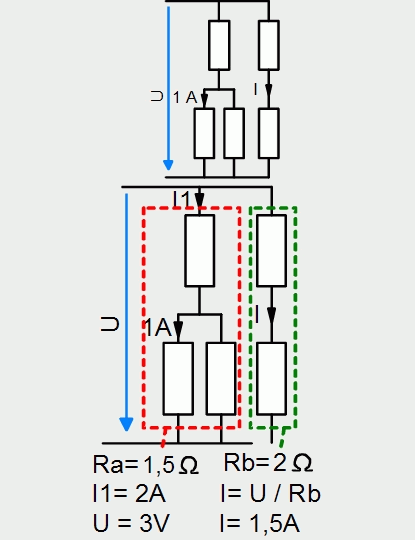 U
1 A
I
I1
U
1A
I
Ra= 1,5 Ω
Rb= 2 Ω
I1= 2A
I= U / Rb
U = 3V
I= 1,5A